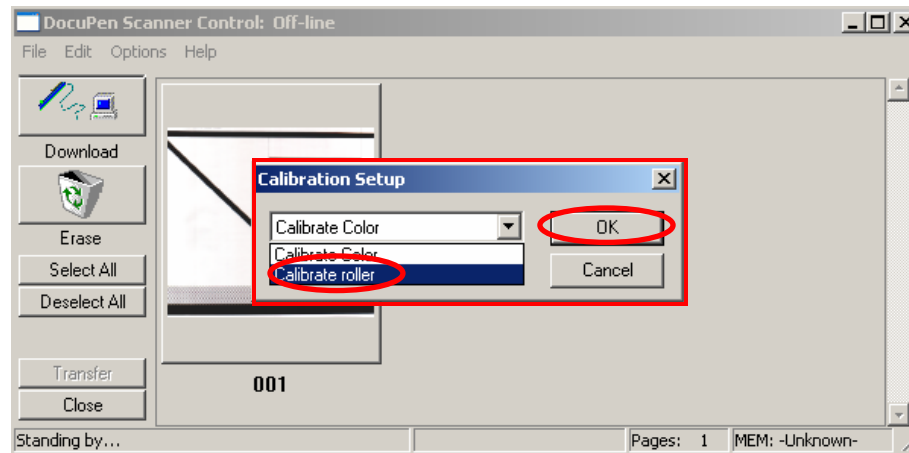 DocuPen Scanner Control: Off-line
File Edit Options Help
Download
Erase
Select All
Deselect All
Transfer
Close
001
Calibration Setup
Calibrate Color
OK
Calibrate Color
Calibrate roller
Cancel
Standing by...
Pages: 1
MEM: -Unknown-